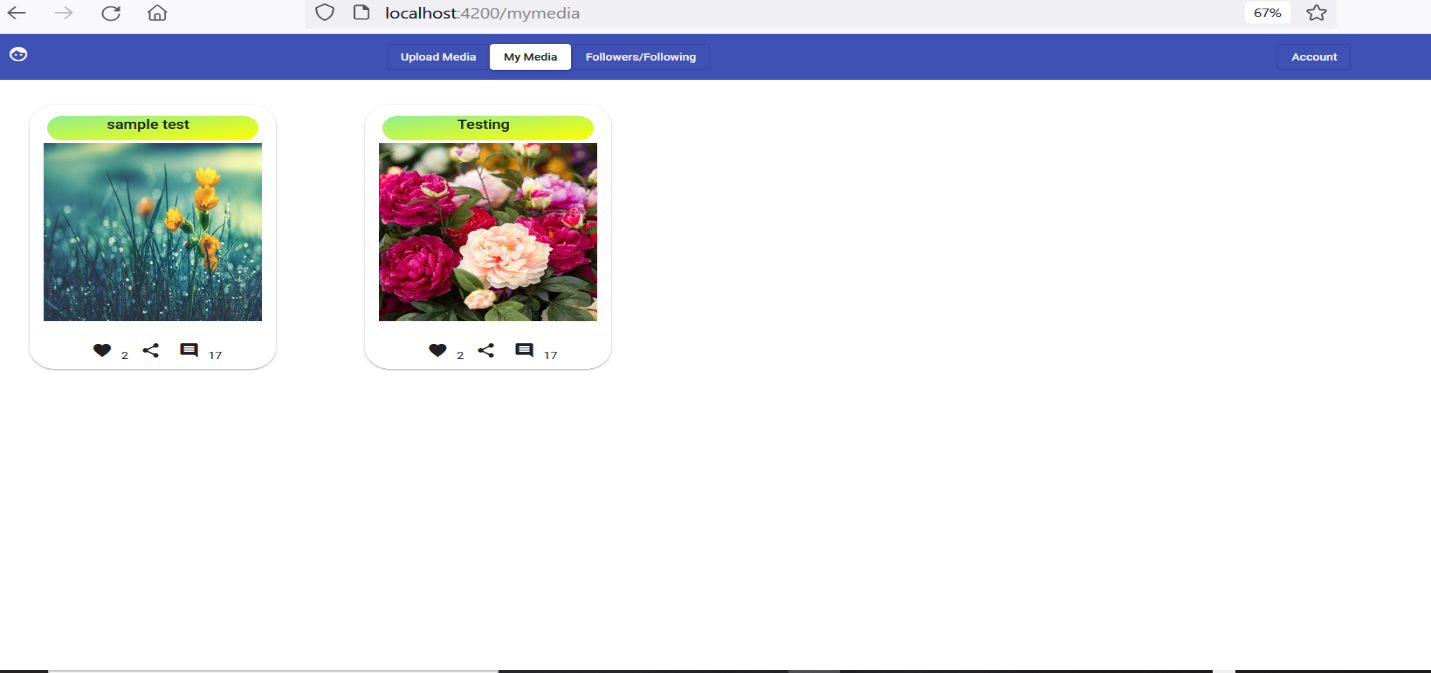 localhost:4200/mymedia
67%
Upload Media
My Media
Followers/Following
Account
sample test
Testing
2
17
2
17